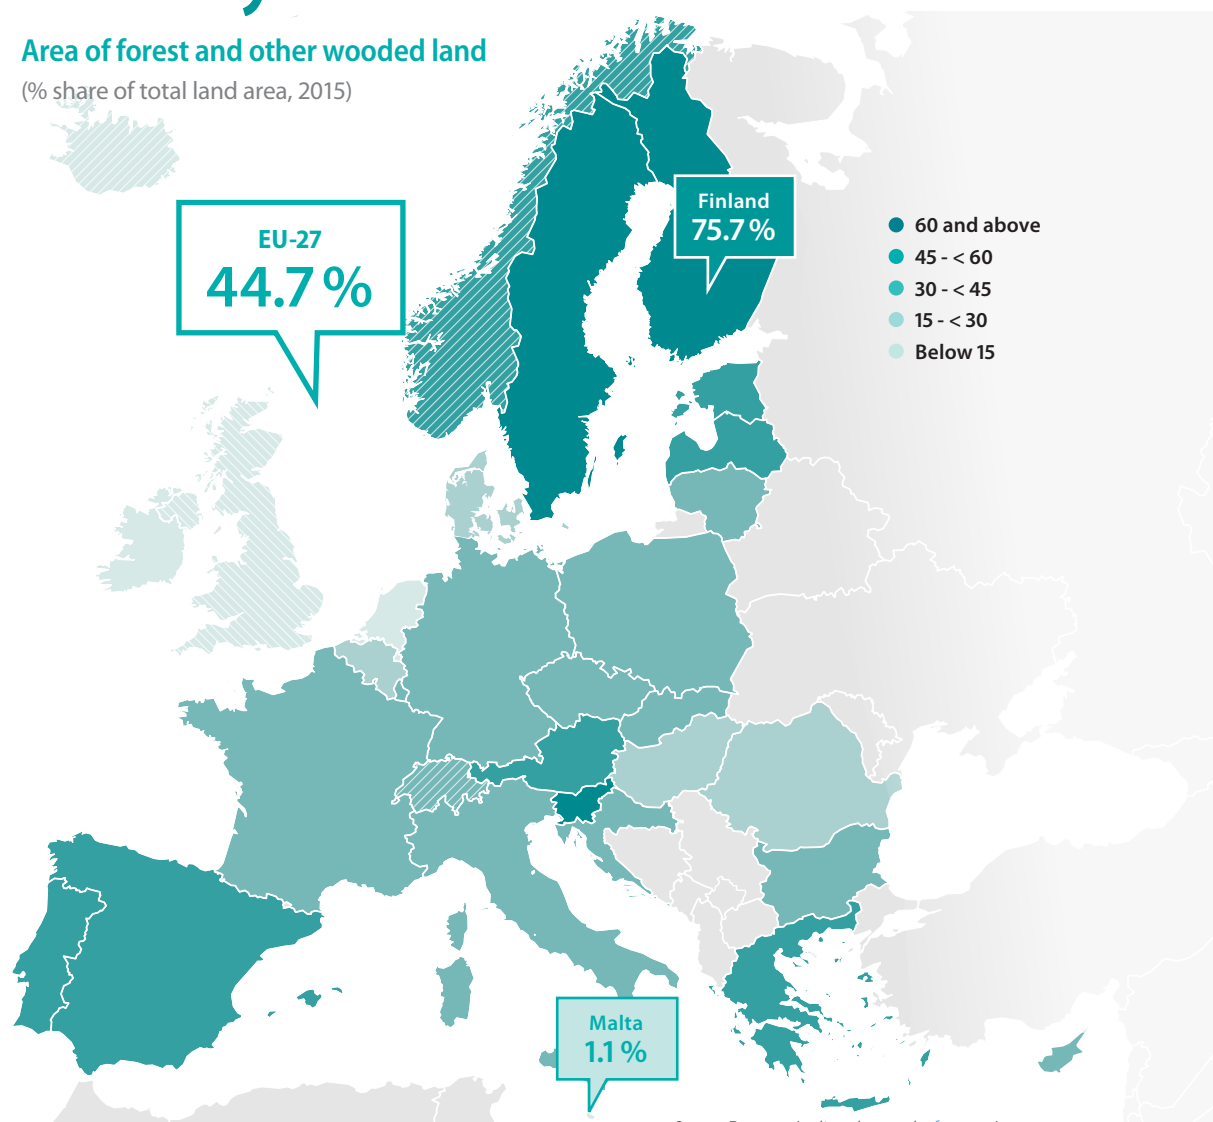 Area of forest and other wooded land
(% share of total land area, 2015)
EU-27
44.7 %
Finland
75.7 %
60 and above
45 - < 60
30 - < 45
15 - < 30
Below 15
Malta
1.1 %